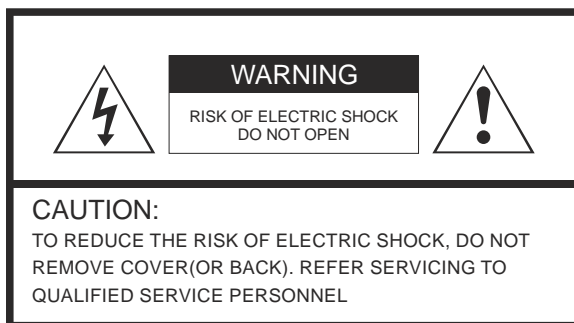 WARNING
RISK OF ELECTRIC SHOCK
DO NOT OPEN
CAUTION:
TO REDUCE THE RISK OF ELECTRIC SHOCK, DO NOT
REMOVE COVER(OR BACK). REFER SERVICING TO
QUALIFIED SERVICE PERSONNEL